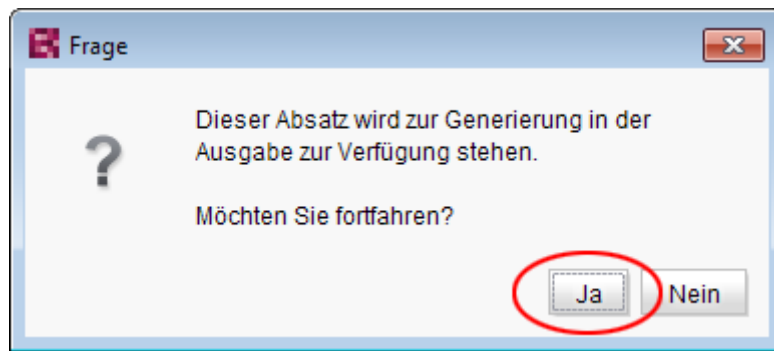 Frage
Dieser Absatz wird zur Generierung in der
Ausgabe zur Verfügung stehen.
Möchten Sie fortfahren?
Ja Nein